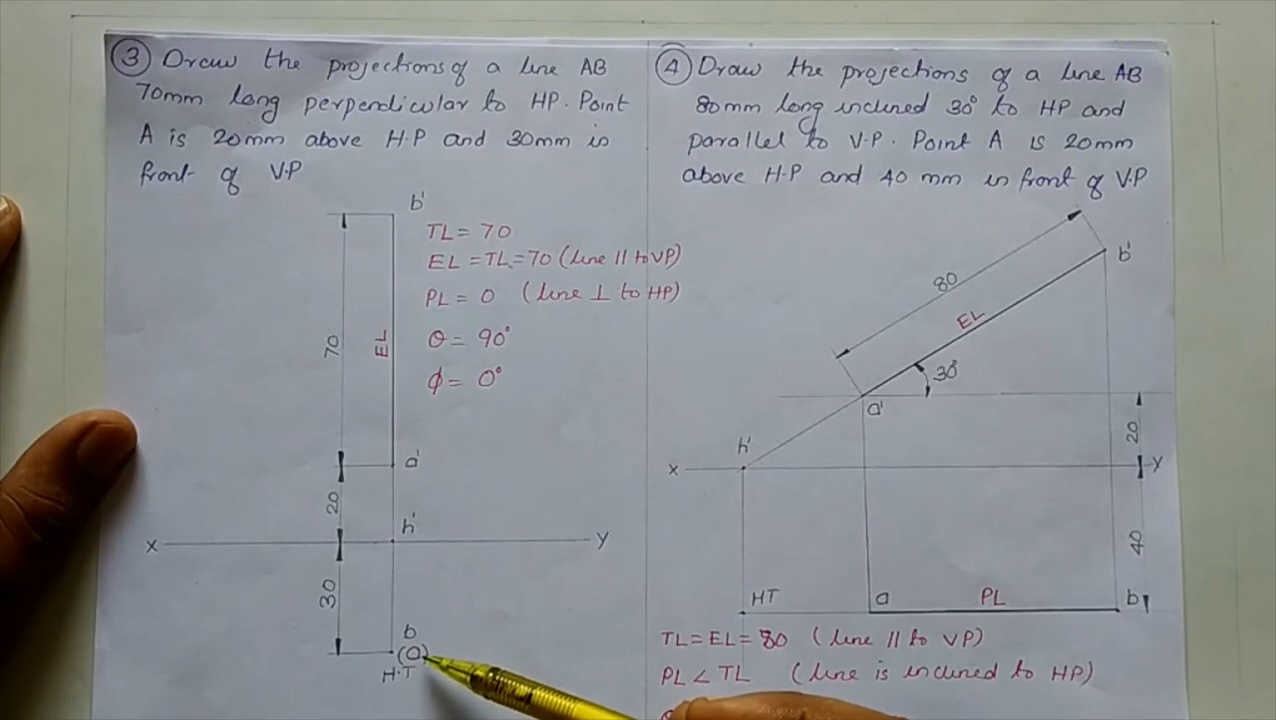 ③ Draw the projections of a line AB
70mm long perpendicular to HP. Point
A is 20mm above H.P and 30mm in
front of V.P
b'
TL = 70
EL = TL = 70 (line || to VP)
PL = 0 (line ⊥ to HP)
θ = 90°
ϕ = 0°
70
EL
a'
20
h'
X
Y
30
b
(a)
H.T
④ Draw the projections of a line AB
80mm long inclined 30° to HP and
parallel to V.P. Point A is 20mm
above H.P and 40 mm in front of V.P
80
b'
EL
30°
a'
20
h'
X
Y
40
HT
a
PL
b
TL = EL = 80 (line || to VP)
PL < TL (line is inclined to HP)